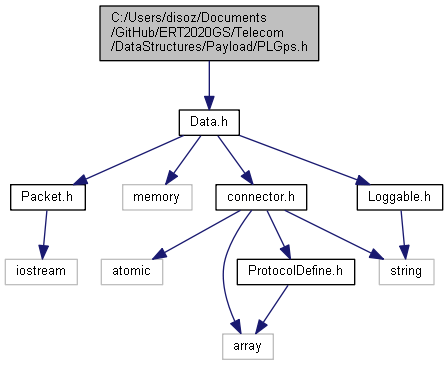 C:/Users/disoz/Documents
/GitHub/ERT2020GS/Telecom
/DataStructures/Payload/PLGps.h
Data.h
Packet.h
memory
connector.h
Loggable.h
iostream
atomic
ProtocolDefine.h
string
array